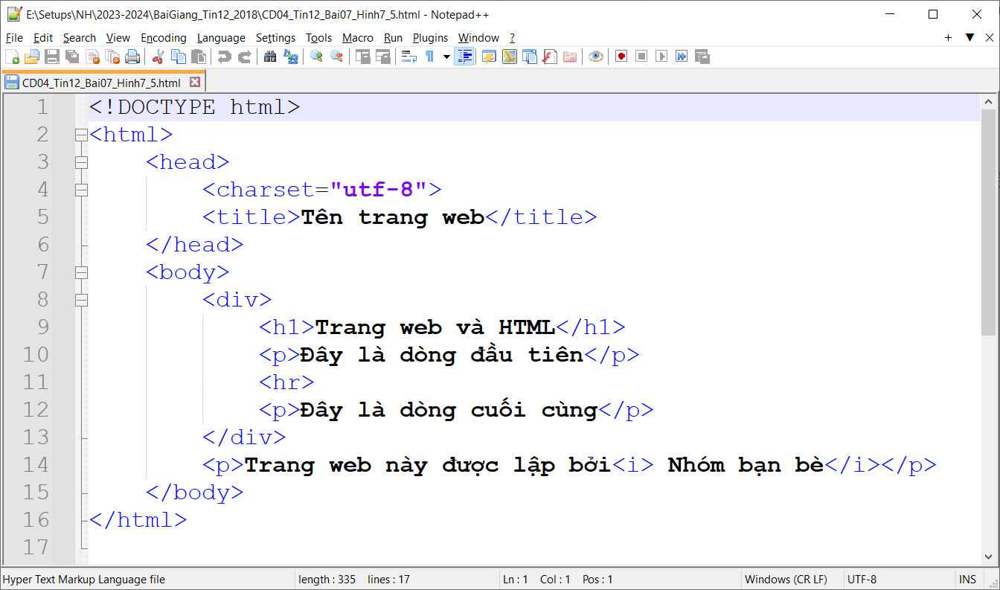 E:\Setups\NH\2023-2024\BaiGiang_Tin12_2018\CD04_Tin12_Bai07_Hinh7_5.html - Notepad++
File Edit Search View Encoding Language Settings Tools Macro Run Plugins Window ? + ▼ X
CD04_Tin12_Bai07_Hinh7_5.html
1 <!DOCTYPE html>
2 <html>
3 <head>
4 <charset="utf-8">
5 <title>Tên trang web</title>
6 </head>
7 <body>
8 <div>
9 <h1>Trang web và HTML</h1>
10 <p>Đây là dòng đầu tiên</p>
11 <hr>
12 <p>Đây là dòng cuối cùng</p>
13 </div>
14 <p>Trang web này được lập bởi<i> Nhóm bạn bè</i></p>
15 </body>
16 </html>
17
Hyper Text Markup Language file length : 335 lines : 17 Ln : 1 Col : 1 Pos : 1 Windows (CR LF) UTF-8 INS